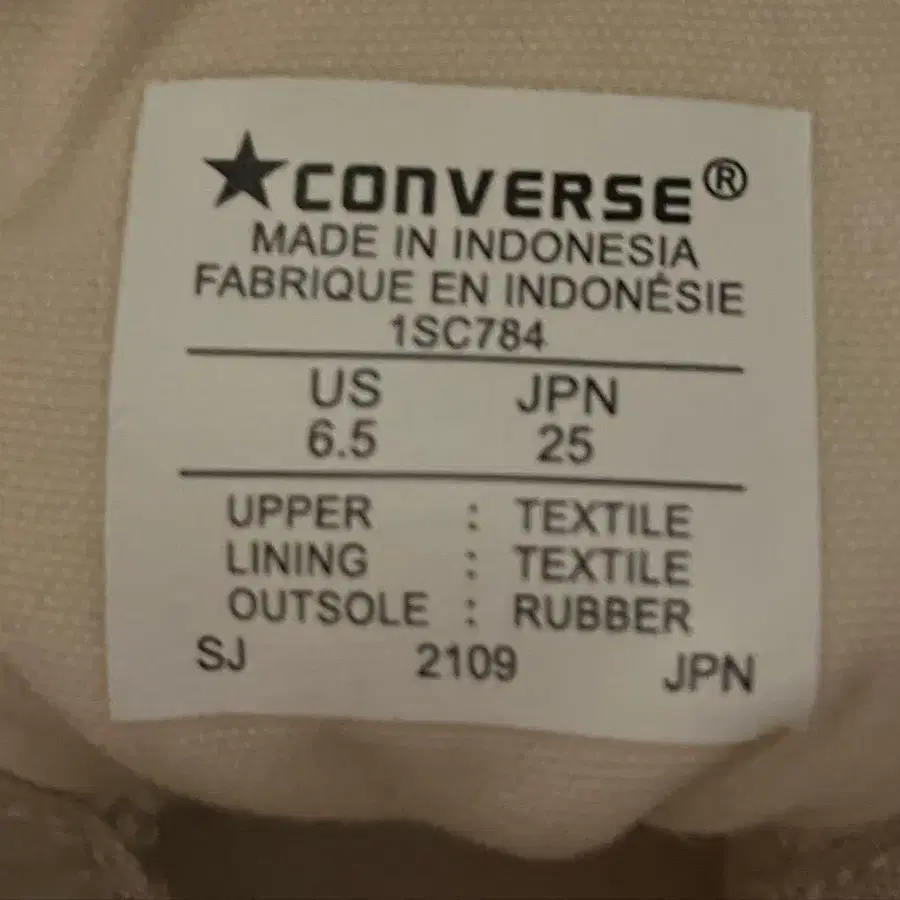 ★CONVERSE®
MADE IN INDONESIA
FABRIQUE EN INDONÉSIE
1SC784
US JPN
6.5 25
UPPER : TEXTILE
LINING : TEXTILE
OUTSOLE : RUBBER
SJ 2109 JPN